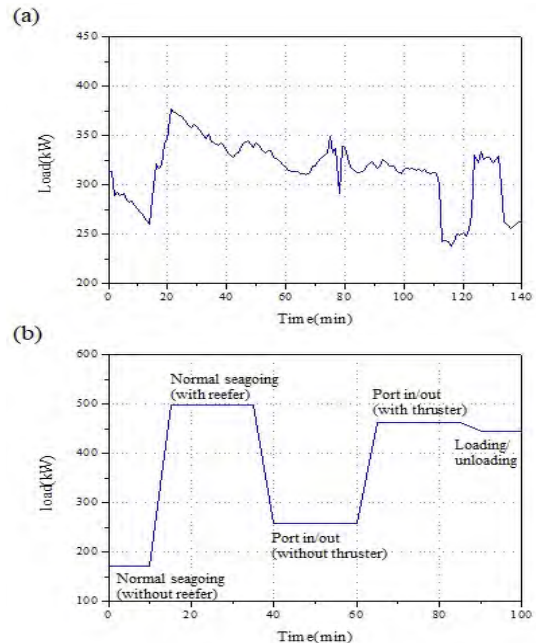 (a)
450
400
350
300
250
200
Load(kW)
0 20 40 60 80 100 120 140
Time(min)
(b)
600
500
400
300
200
100
load(kW)
Normal seagoing
(with reefer)
Port in/out
(with thruster)
Loading/
unloading
Port in/out
(without thruster)
Normal seagoing
(without reefer)
0 20 40 60 80 100
Time(min)